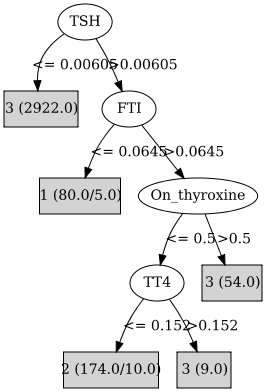 TSH
<= 0.00605 >0.00605
3 (2922.0)
FTI
<= 0.0645 >0.0645
1 (80.0/5.0)
On_thyroxine
<= 0.5 >0.5
TT4
3 (54.0)
<= 0.152 >0.152
2 (174.0/10.0)
3 (9.0)